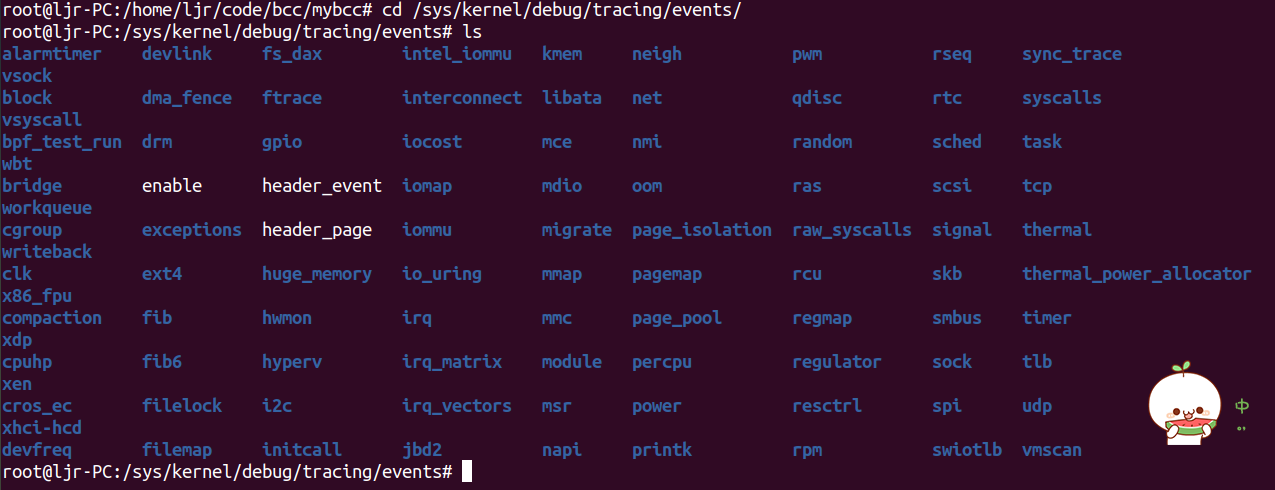 root@ljr-PC:/home/ljr/code/bcc/mybcc# cd /sys/kernel/debug/tracing/events/
root@ljr-PC:/sys/kernel/debug/tracing/events# ls
alarmtimer devlink fs_dax intel_iommu kmem neigh pwm rseq sync_trace
vsock
block dma_fence ftrace interconnect libata net qdisc rtc syscalls
vsyscall
bpf_test_run drm gpio iocost mce nmi random sched task
wbt
bridge enable header_event iomap mdio oom ras scsi tcp
workqueue
cgroup exceptions header_page iommu migrate page_isolation raw_syscalls signal thermal
writeback
clk ext4 huge_memory io_uring mmap pagemap rcu skb thermal_power_allocator
x86_fpu
compaction fib hwmon irq mmc page_pool regmap smbus timer
xdp
cpuhp fib6 hyperv irq_matrix module percpu regulator sock tlb
xen
cros_ec filelock i2c irq_vectors msr power resctrl spi udp
xhci-hcd
devfreq filemap initcall jbd2 napi printk rpm swiotlb vmscan
root@ljr-PC:/sys/kernel/debug/tracing/events#
中